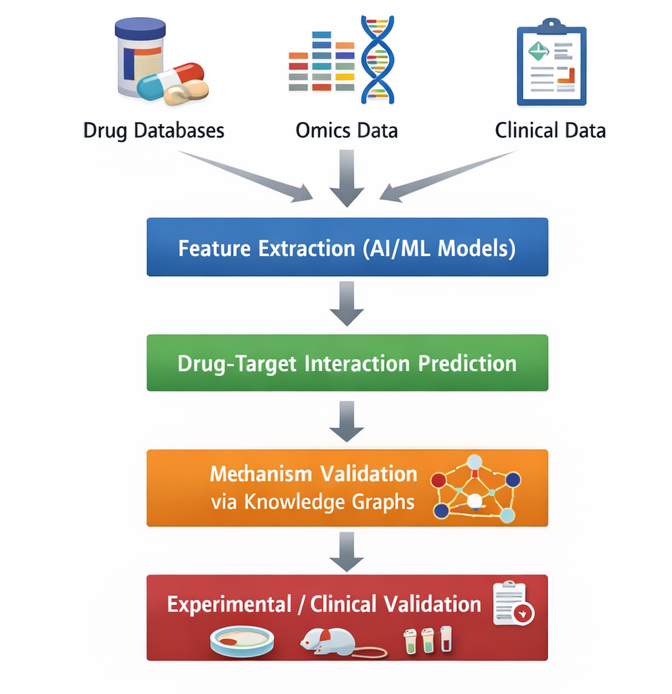 Drug Databases
Omics Data
Clinical Data
Feature Extraction (AI/ML Models)
Drug-Target Interaction Prediction
Mechanism Validation
via Knowledge Graphs
Experimental / Clinical Validation